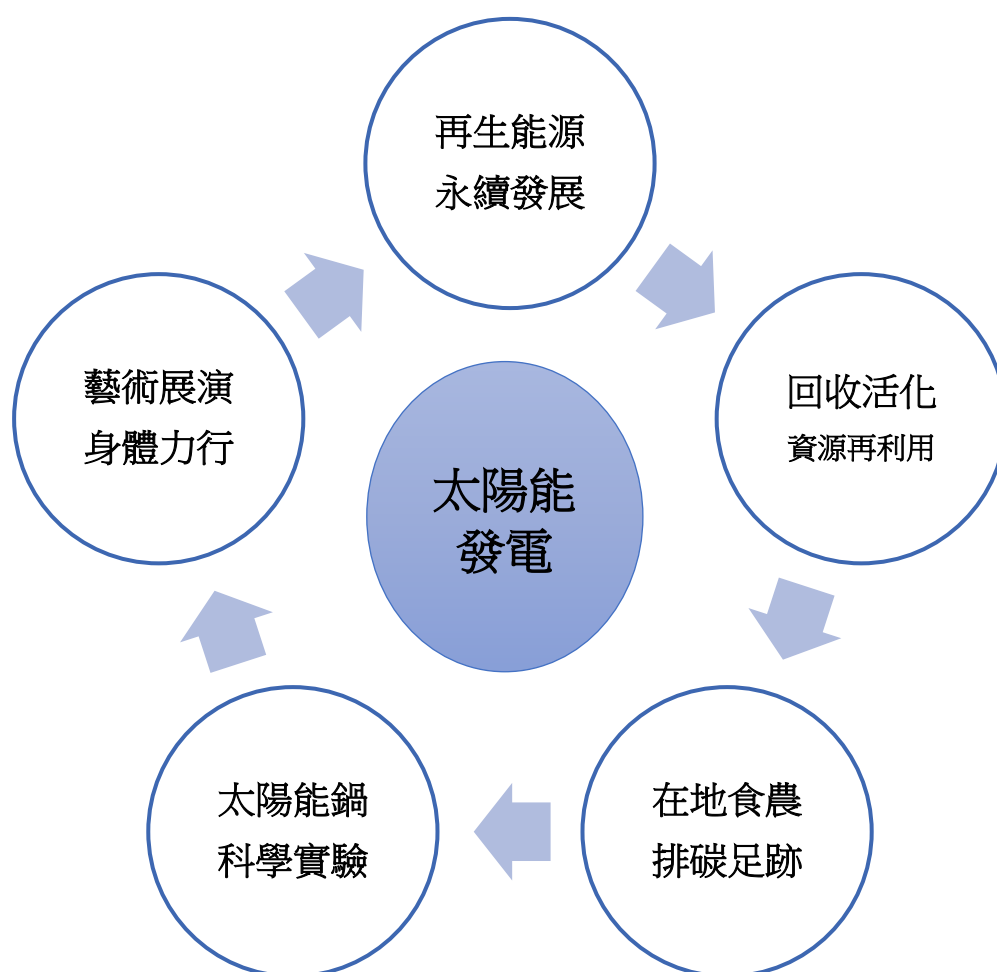 再生能源
永續發展
回收活化
資源再利用
在地食農
排碳足跡
太陽能鍋
科學實驗
藝術展演
身體力行
太陽能
發電